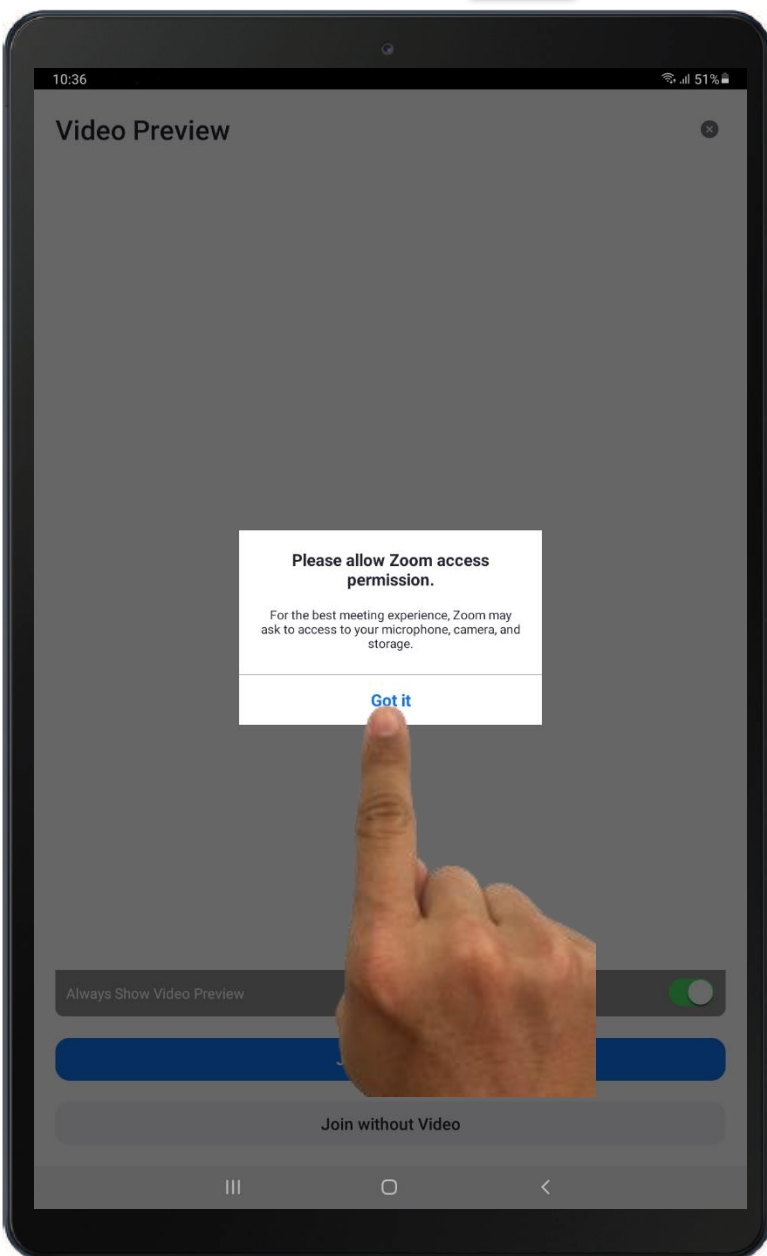 10:36
51%
Video Preview
Please allow Zoom access
permission.
For the best meeting experience, Zoom may
ask to access to your microphone, camera, and
storage.
Got it
Always Show Video Preview
Join without Video